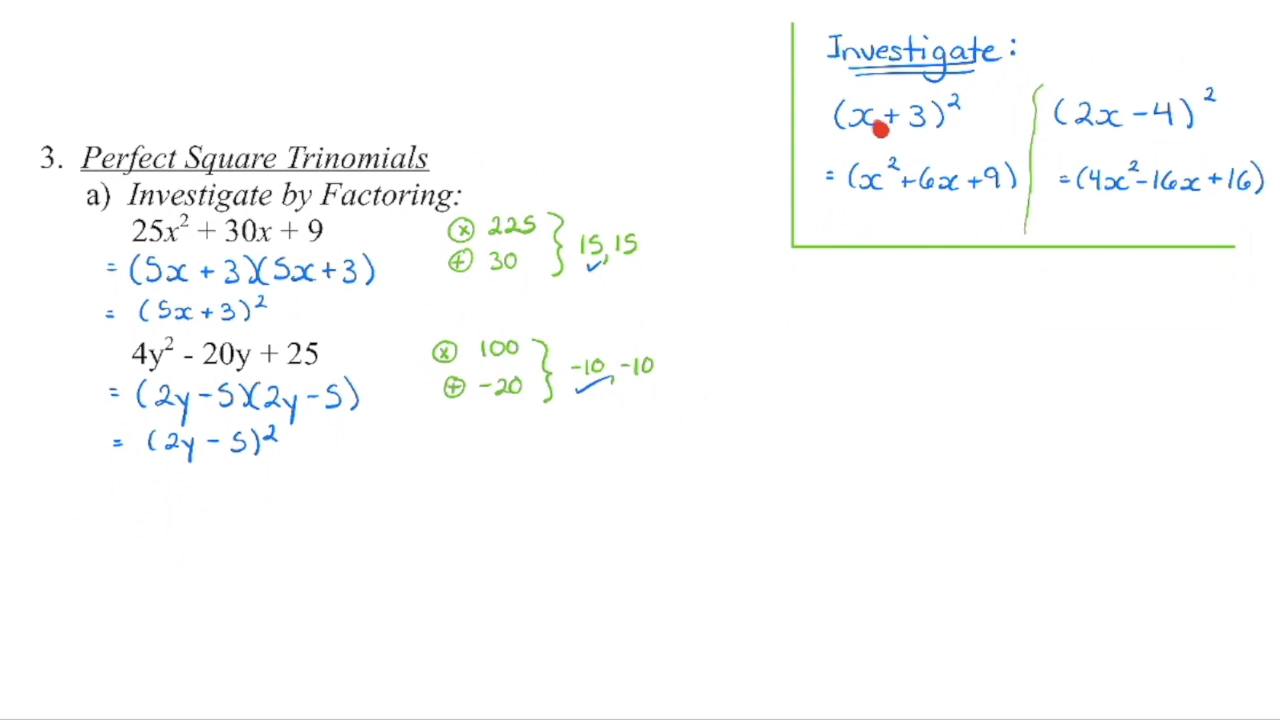 Investigate:
(x + 3)² (2x - 4)²
= (x² + 6x + 9) = (4x² - 16x + 16)
3. Perfect Square Trinomials
a) Investigate by Factoring:
25x² + 30x + 9 ⊗ 225
= (5x + 3)(5x + 3) ⊕ 30 } 15, 15
= (5x + 3)²
4y² - 20y + 25 ⊗ 100
= (2y - 5)(2y - 5) ⊕ -20 } -10, -10
= (2y - 5)²